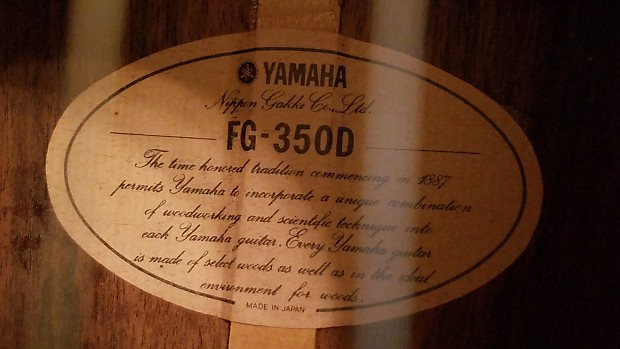 YAMAHA
Nippon Gakki Co., Ltd.
FG-350D
The time honored tradition commencing in 1887
permits Yamaha to incorporate a unique combination
of woodworking and scientific technique into
each Yamaha guitar. Every Yamaha guitar
is made of select woods as well as in the ideal
environment for woods.
MADE IN JAPAN